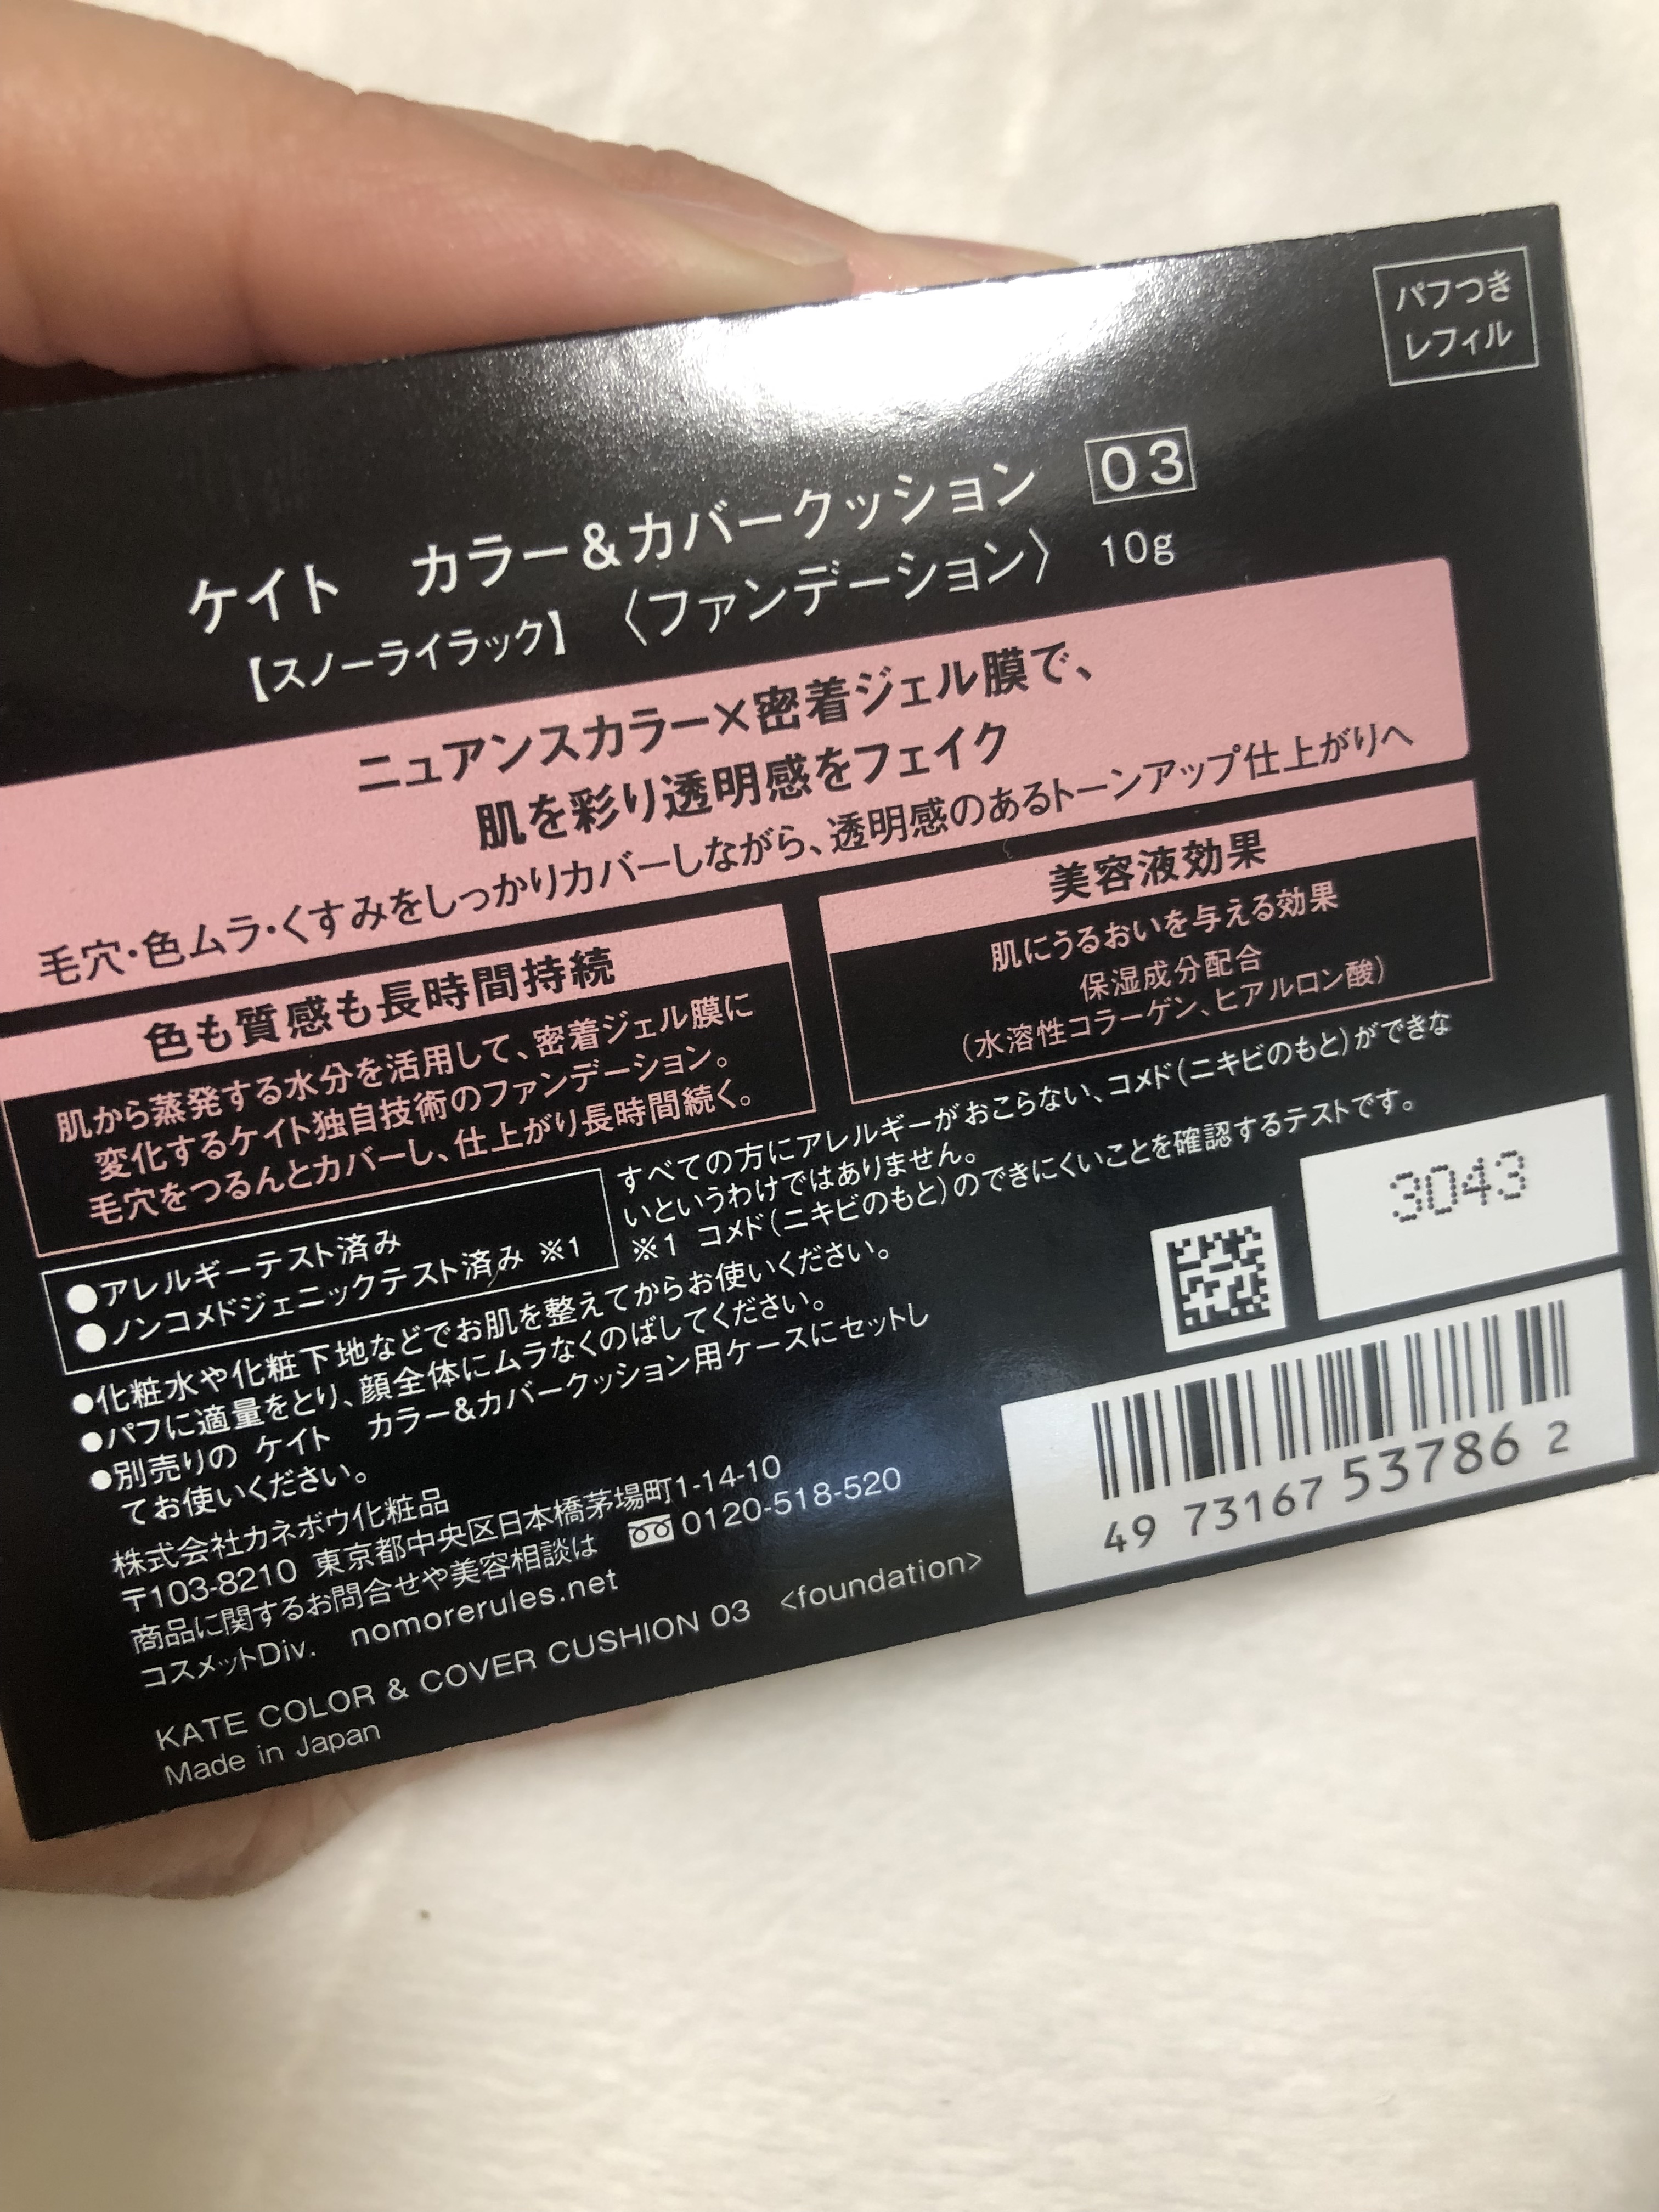 パフつき
レフィル
ケイト　カラー&カバークッション 03
【スノーライラック】〈ファンデーション〉 10g
ニュアンスカラー×密着ジェル膜で、
肌を彩り透明感をフェイク
毛穴・色ムラ・くすみをしっかりカバーしながら、透明感のあるトーンアップ仕上がりへ
色も質感も長時間持続
肌から蒸発する水分を活用して、密着ジェル膜に
変化するケイト独自技術のファンデーション。
毛穴をつるんとカバーし、仕上がり長時間続く。
美容液効果
肌にうるおいを与える効果
保湿成分配合
(水溶性コラーゲン、ヒアルロン酸)
●アレルギーテスト済み
●ノンコメドジェニックテスト済み ※1
すべての方にアレルギーがおこらない、コメド(ニキビのもと)ができな
いというわけではありません。
※1 コメド(ニキビのもと)のできにくいことを確認するテストです。
●化粧水や化粧下地などでお肌を整えてからお使いください。
●パフに適量をとり、顔全体にムラなくのばしてください。
●別売りの ケイト　カラー&カバークッション用ケースにセットし
てお使いください。
株式会社カネボウ化粧品
〒103-8210 東京都中央区日本橋茅場町1-14-10
商品に関するお問合せや美容相談は 0120-518-520
コスメットDiv. nomorerules.net
KATE COLOR & COVER CUSHION 03 <foundation>
Made in Japan
3043
49 73167 53786 2